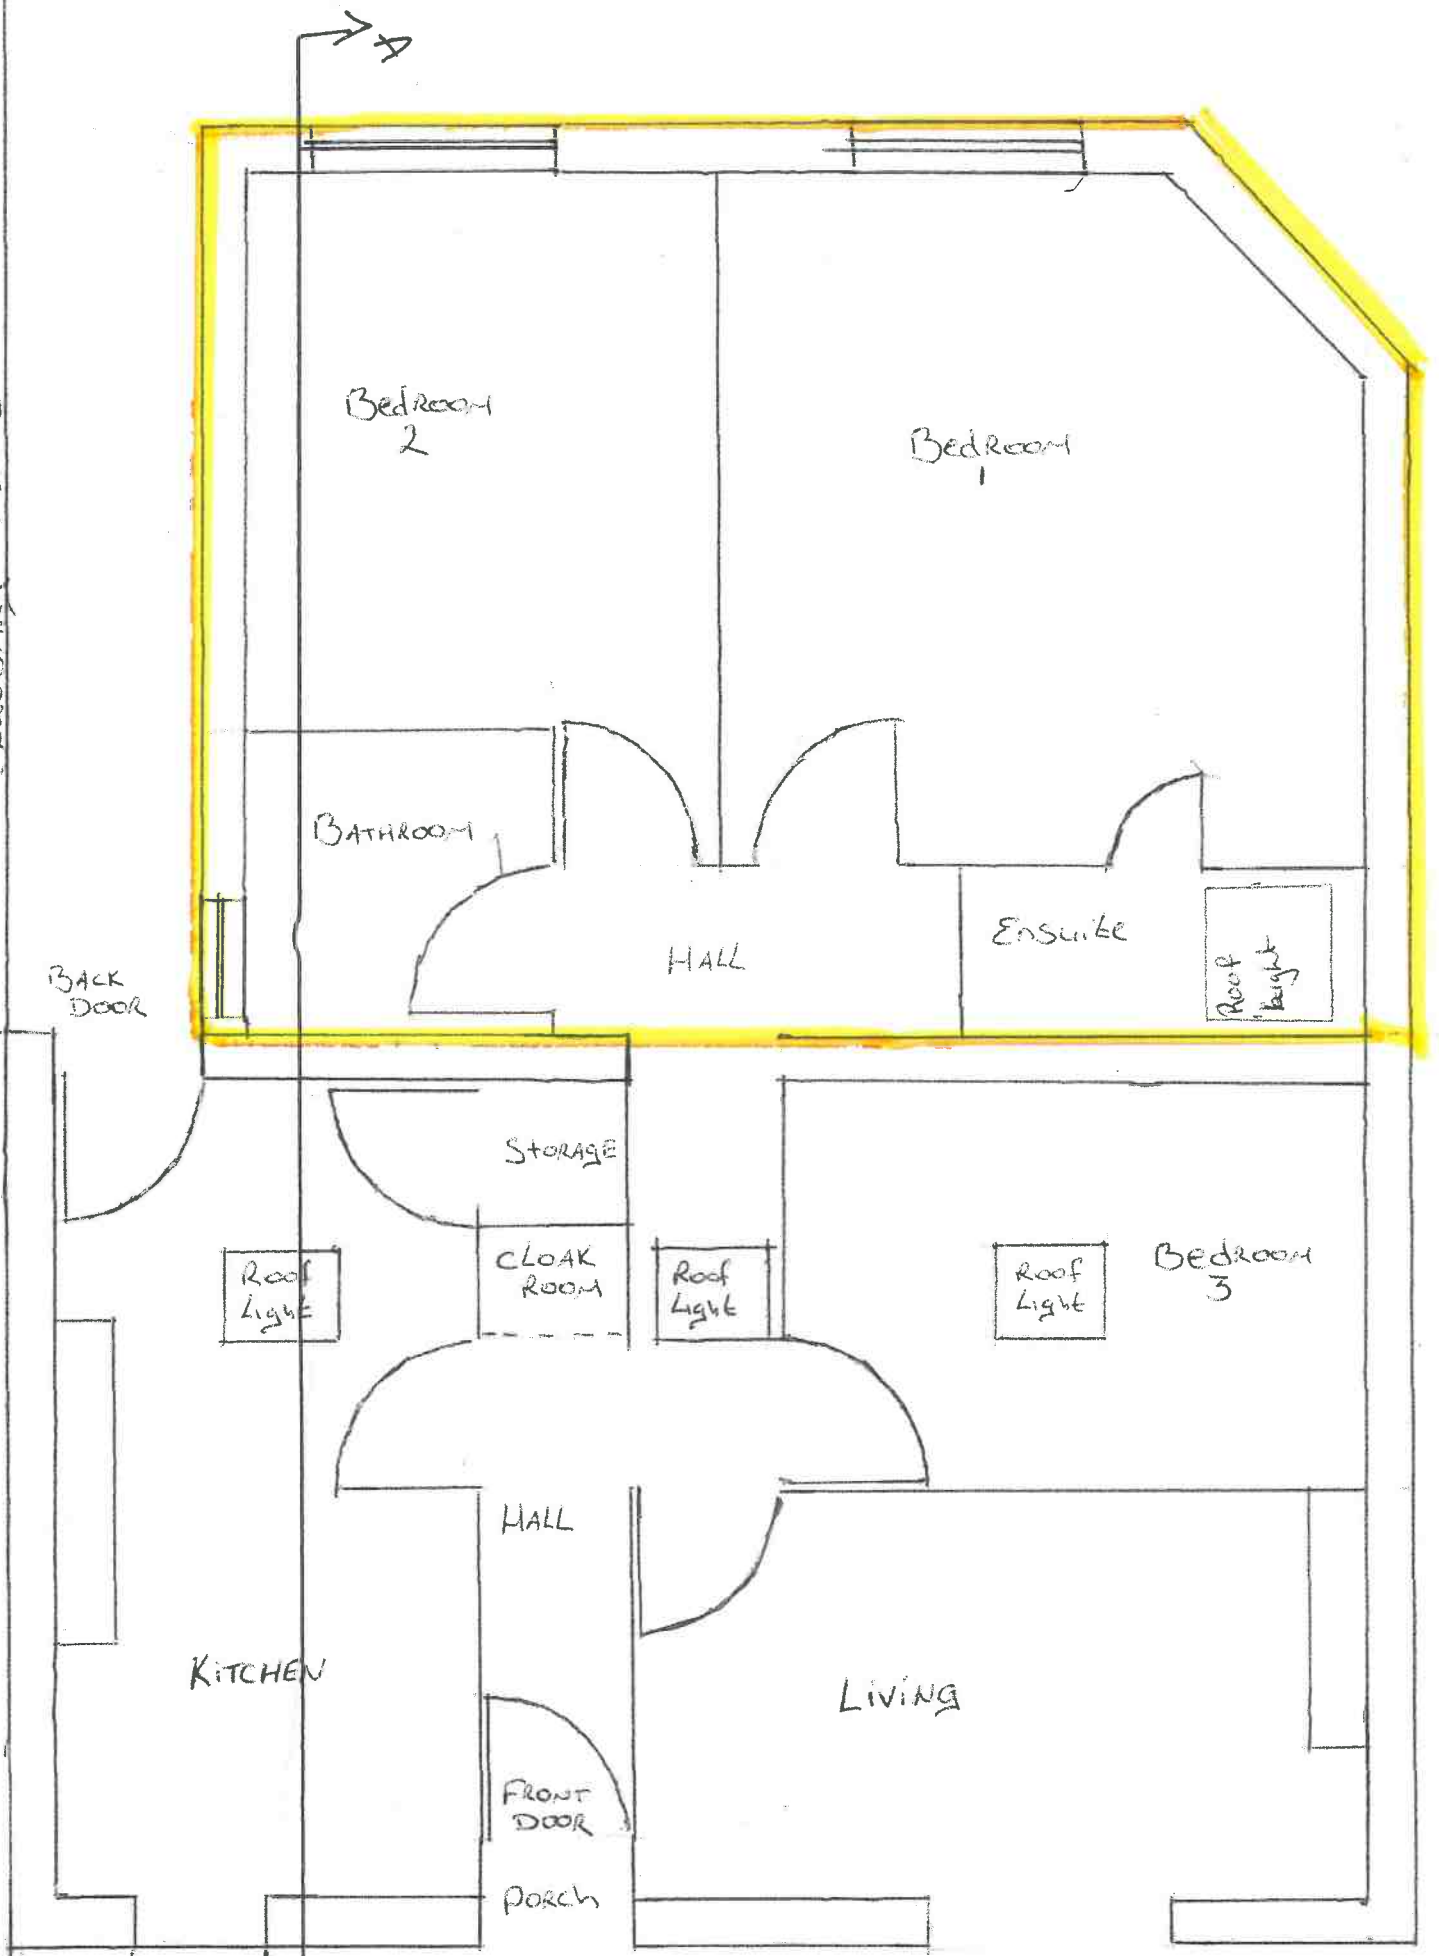 A
Bedroom
2
Bedroom
1
BATHROOM
HALL
Ensuite
Roof
Light
BACK
DOOR
StoRAGE
CLOAK
ROOM
Roof
Light
Roof
Light
Roof
Light
Bedroom
3
HALL
KiTCHEN
LiViNG
FRONT
DOOR
PORCh